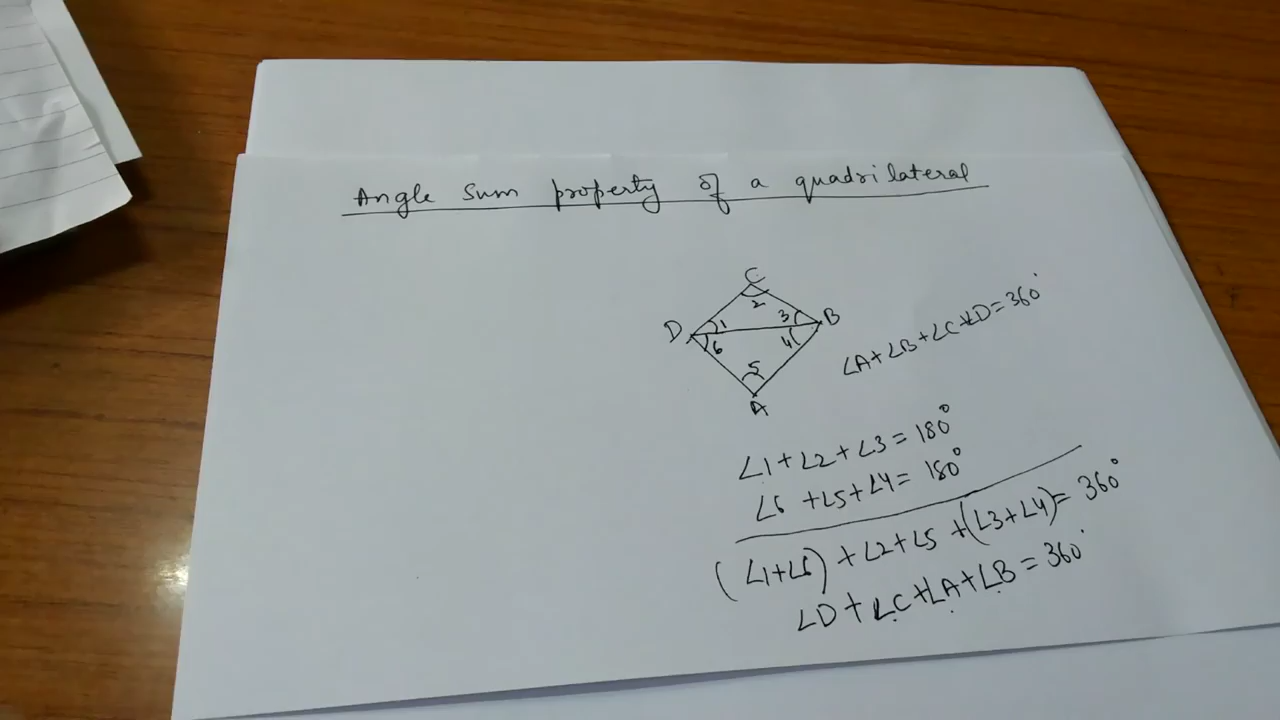 Angle sum property of a quadrilateral
C
2
D 1 3 B
6 4
5
A
∠A+∠B+∠C+∠D=360°
∠1+∠2+∠3=180°
∠6+∠5+∠4=180°
(∠1+∠6)+∠2+∠5+(∠3+∠4)=360°
∠D+∠C+∠A+∠B=360°